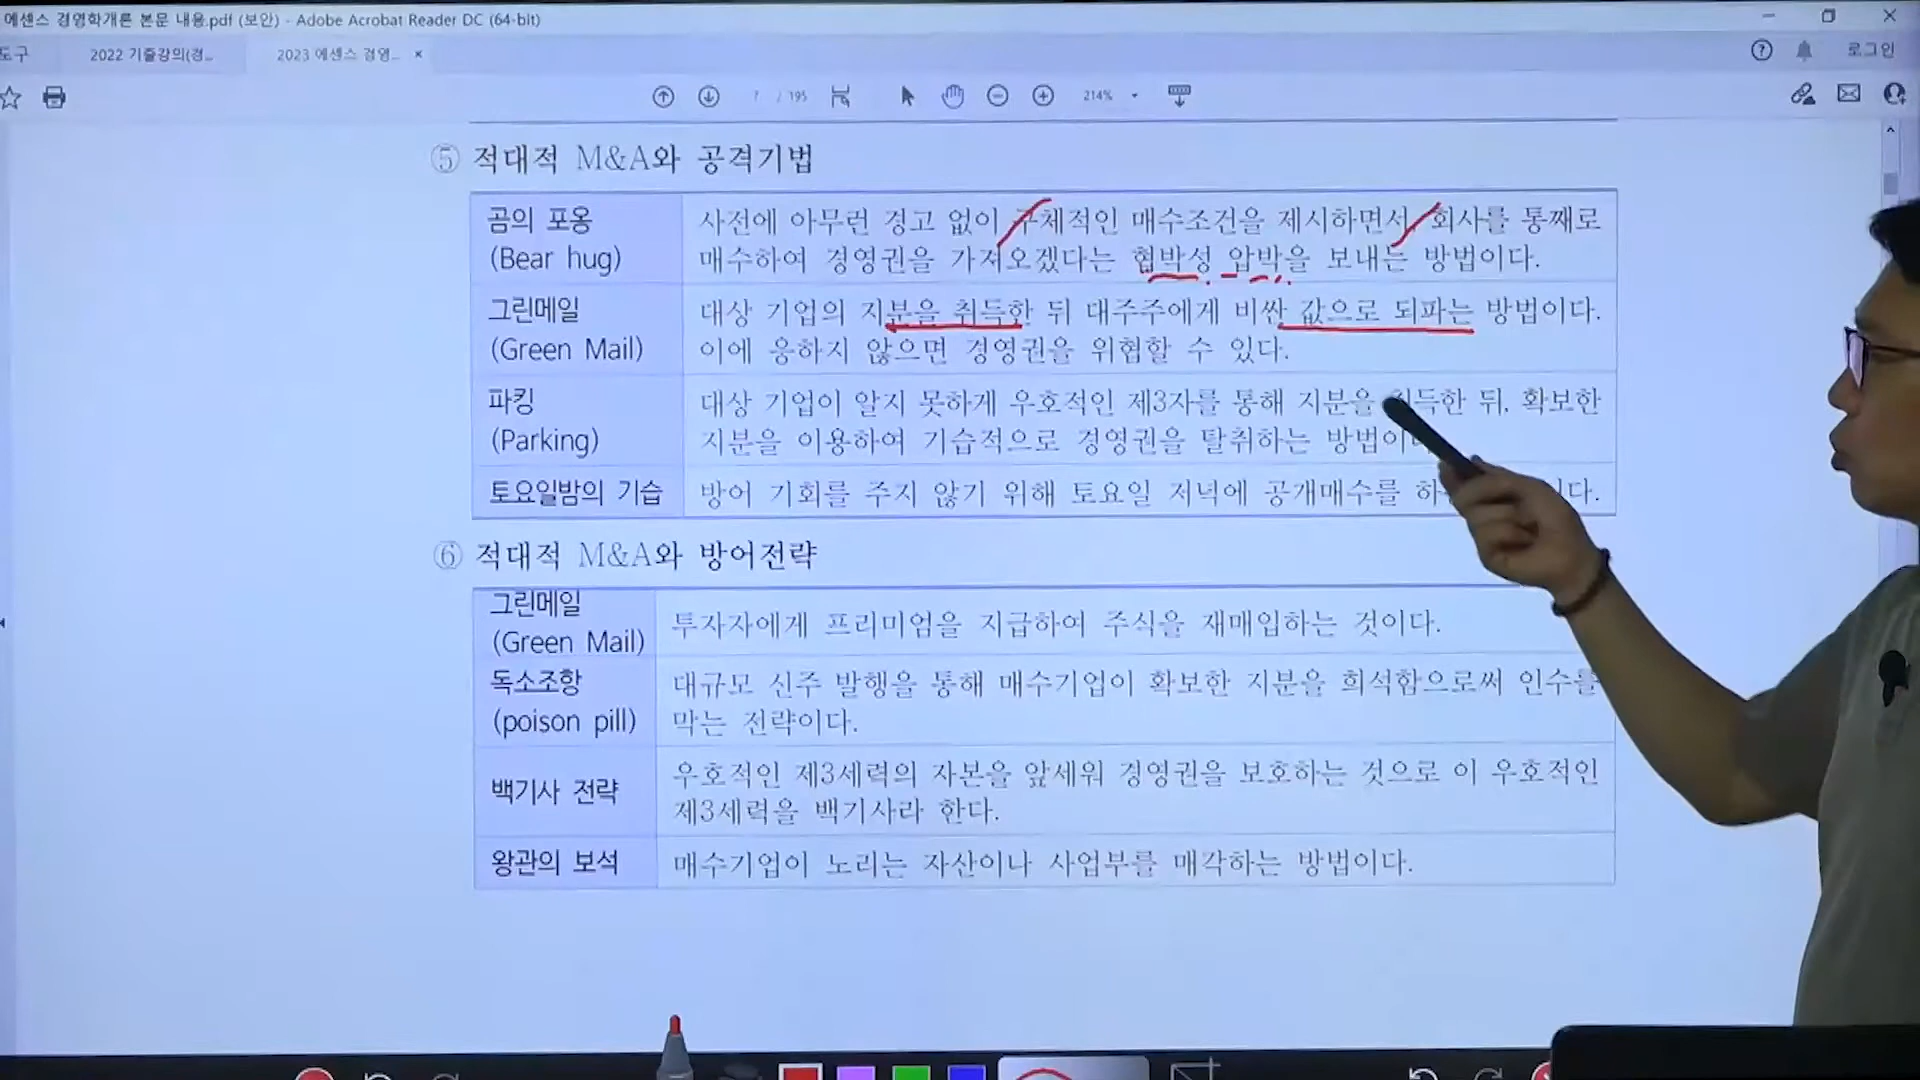 에센스 경영학개론 본문 내용.pdf (보안) - Adobe Acrobat Reader DC (64-bit)
도구
2022 기출강의(경...
2023 에센스 경영...
로그인
7 / 195
214%
⑤ 적대적 M&A와 공격기법
곰의 포옹
(Bear hug)
사전에 아무런 경고 없이 구체적인 매수조건을 제시하면서 회사를 통째로
매수하여 경영권을 가져오겠다는 협박성 압박을 보내는 방법이다.
그린메일
(Green Mail)
대상 기업의 지분을 취득한 뒤 대주주에게 비싼 값으로 되파는 방법이다.
이에 응하지 않으면 경영권을 위협할 수 있다.
파킹
(Parking)
대상 기업이 알지 못하게 우호적인 제3자를 통해 지분을 취득한 뒤, 확보한
지분을 이용하여 기습적으로 경영권을 탈취하는
토요일밤의 기습
방어 기회를 주지 않기 위해 토요일 저녁에 공개매수를
⑥ 적대적 M&A와 방어전략
그린메일
(Green Mail)
투자자에게 프리미엄을 지급하여 주식을 재매입하는 것이다.
독소조항
(poison pill)
대규모 신주 발행을 통해 매수기업이 확보한 지분을 희석함으로써 인수를
막는 전략이다.
백기사 전략
우호적인 제3세력의 자본을 앞세워 경영권을 보호하는 것으로 이 우호적인
제3세력을 백기사라 한다.
왕관의 보석
매수기업이 노리는 자산이나 사업부를 매각하는 방법이다.